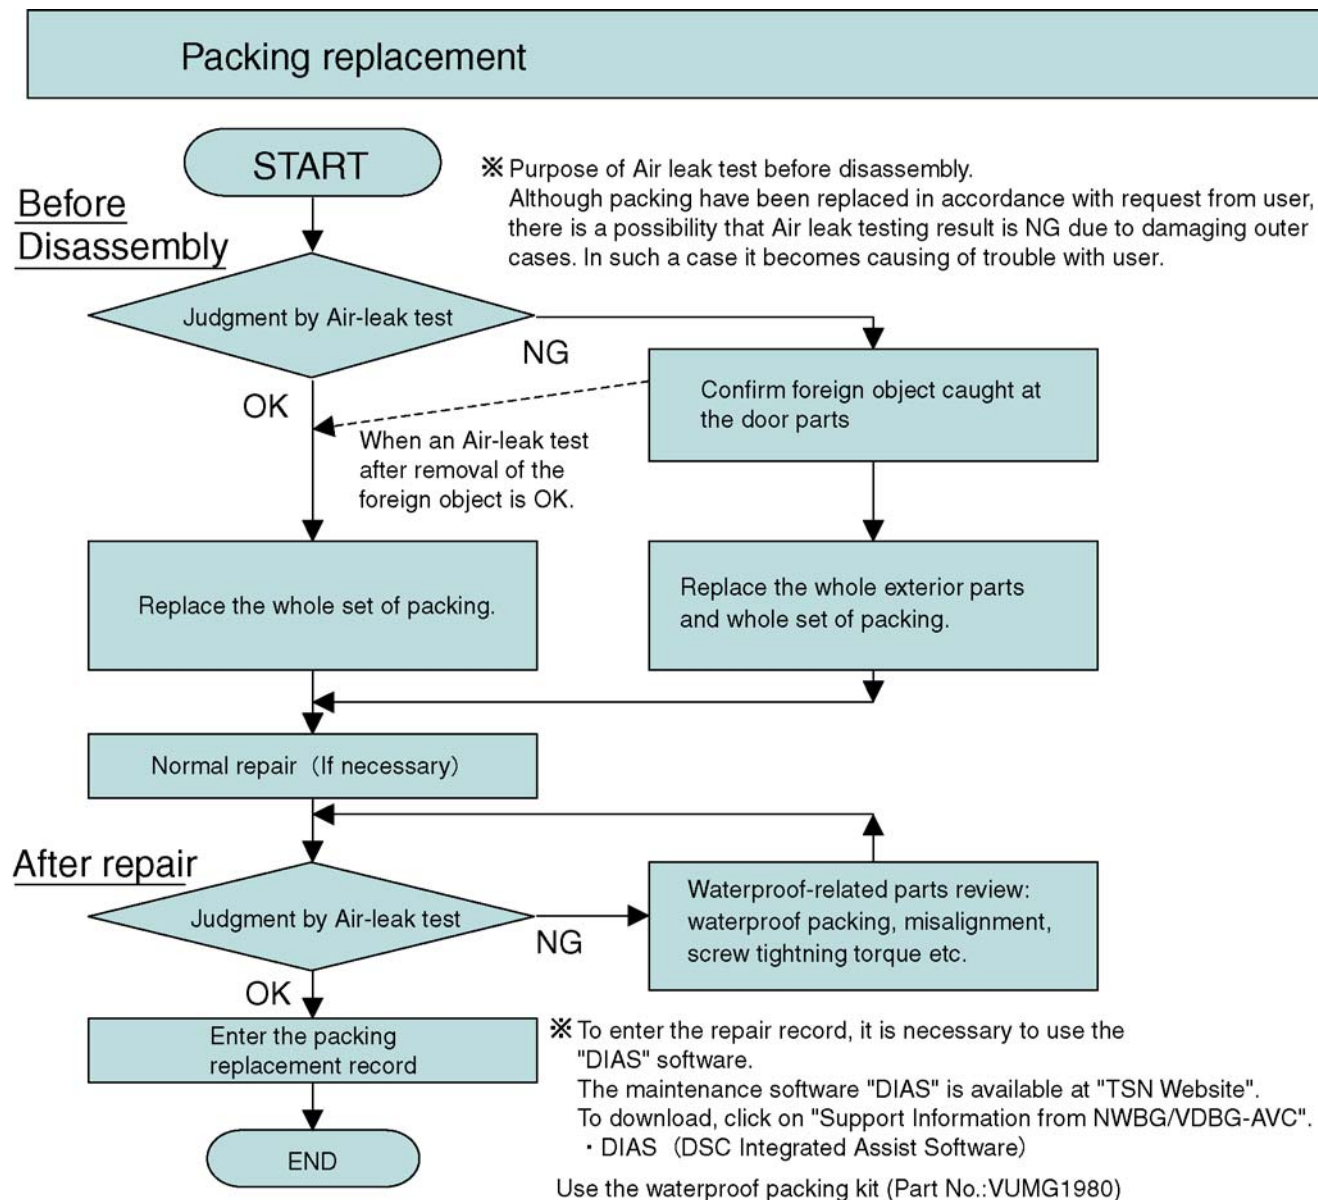 Packing replacement
START
※ Purpose of Air leak test before disassembly.
Although packing have been replaced in accordance with request from user,
there is a possibility that Air leak testing result is NG due to damaging outer
cases. In such a case it becomes causing of trouble with user.
Before
Disassembly
Judgment by Air-leak test
NG
OK
Confirm foreign object caught at
the door parts
When an Air-leak test
after removal of the
foreign object is OK.
Replace the whole set of packing.
Replace the whole exterior parts
and whole set of packing.
Normal repair (If necessary)
After repair
Judgment by Air-leak test
NG
Waterproof-related parts review:
waterproof packing, misalignment,
screw tightning torque etc.
OK
Enter the packing
replacement record
※ To enter the repair record, it is necessary to use the
"DIAS" software.
The maintenance software "DIAS" is available at "TSN Website".
To download, click on "Support Information from NWBG/VDBG-AVC".
・DIAS (DSC Integrated Assist Software)
END
Use the waterproof packing kit (Part No.:VUMG1980)